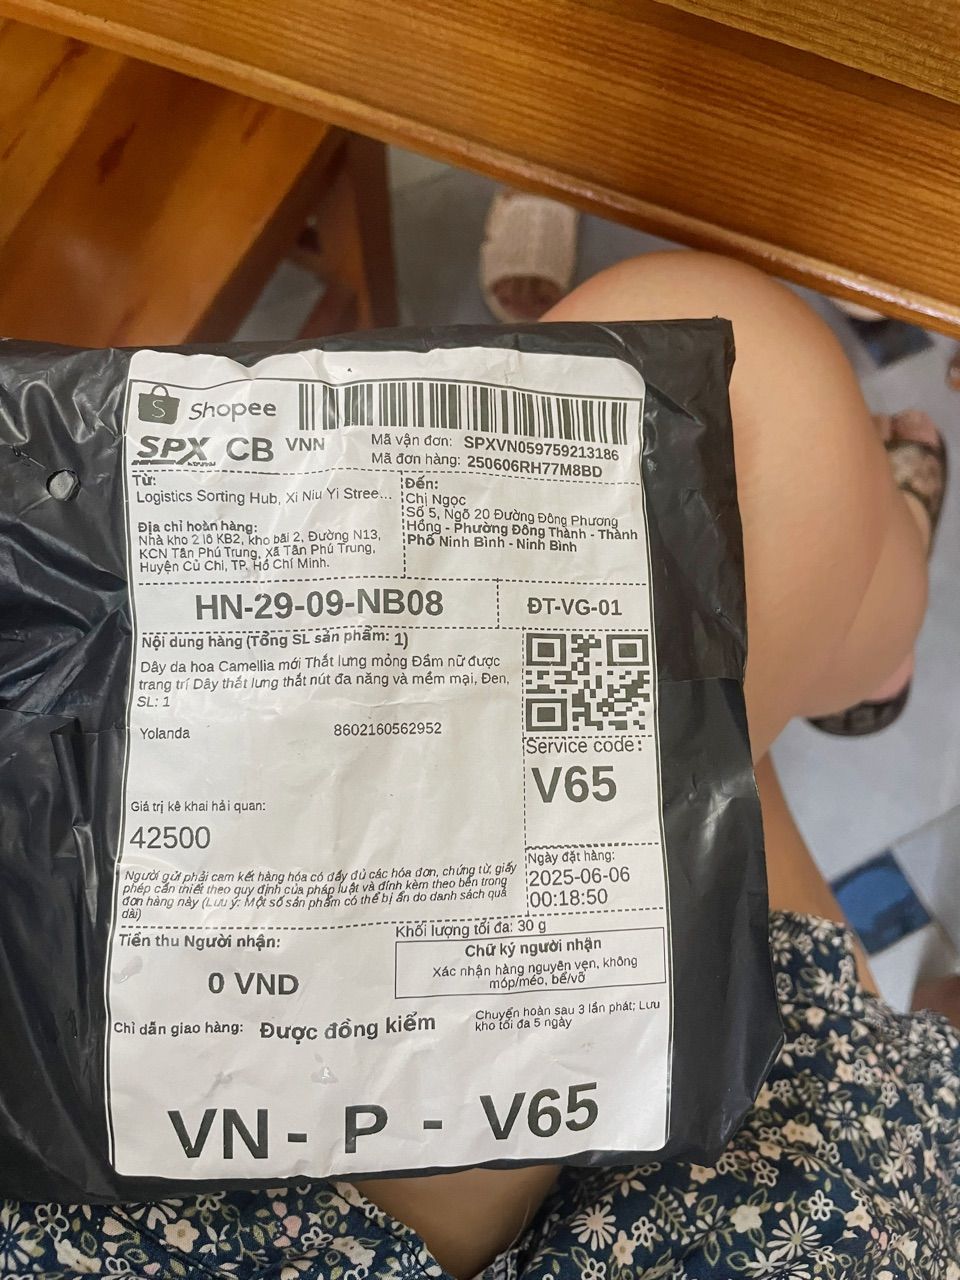 Shopee
SPX CB VNN
Mã vận đơn: SPXVN059759213186
Mã đơn hàng: 250606RH77M8BD
Từ:
Logistics Sorting Hub, Xi Niu Yi Stree...
Địa chỉ hoàn hàng:
Nhà kho 2 lô KB2, kho bãi 2, Đường N13,
KCN Tân Phú Trung, Xã Tân Phú Trung,
Huyện Củ Chi, TP. Hồ Chí Minh.
Đến:
Chị Ngọc
Số 5, Ngõ 20 Đường Đông Phương
Hồng - Phường Đông Thành - Thành
Phố Ninh Bình - Ninh Bình
HN-29-09-NB08
ĐT-VG-01
Nội dung hàng (Tổng SL sản phẩm: 1)
Dây da hoa Camellia mới Thắt lưng mỏng Đầm nữ được
trang trí Dây thắt lưng thắt nút đa năng và mềm mại, Đen,
SL: 1
Yolanda 8602160562952
Service code:
V65
Giá trị kê khai hải quan:
42500
Người gửi phải cam kết hàng hóa có đầy đủ các hóa đơn, chứng từ, giấy
phép cần thiết theo quy định của pháp luật và đính kèm theo bên trong
đơn hàng này (Lưu ý: Một số sản phẩm có thể bị ẩn do danh sách quá
dài)
Ngày đặt hàng:
2025-06-06
00:18:50
Tiền thu Người nhận:
0 VND
Khối lượng tối đa: 30 g
Chữ ký người nhận
Xác nhận hàng nguyên vẹn, không
móp/méo, bể/vỡ
Chỉ dẫn giao hàng: Được đồng kiểm
Chuyển hoàn sau 3 lần phát; Lưu
kho tối đa 5 ngày
VN - P - V65